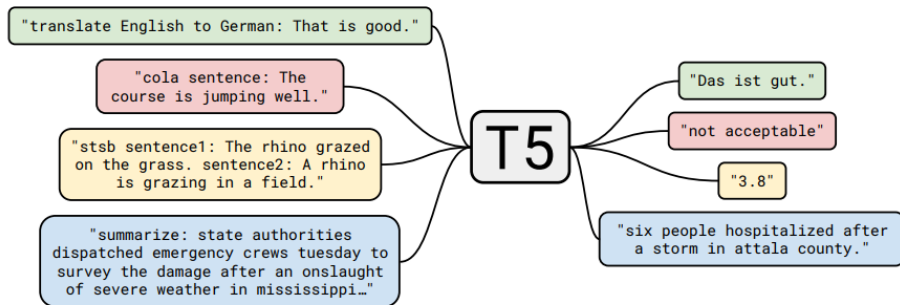 "translate English to German: That is good."
"cola sentence: The
course is jumping well."
"stsb sentence1: The rhino grazed
on the grass. sentence2: A rhino
is grazing in a field."
"summarize: state authorities
dispatched emergency crews tuesday to
survey the damage after an onslaught
of severe weather in mississippi…"
T5
"Das ist gut."
"not acceptable"
"3.8"
"six people hospitalized after
a storm in attala county."